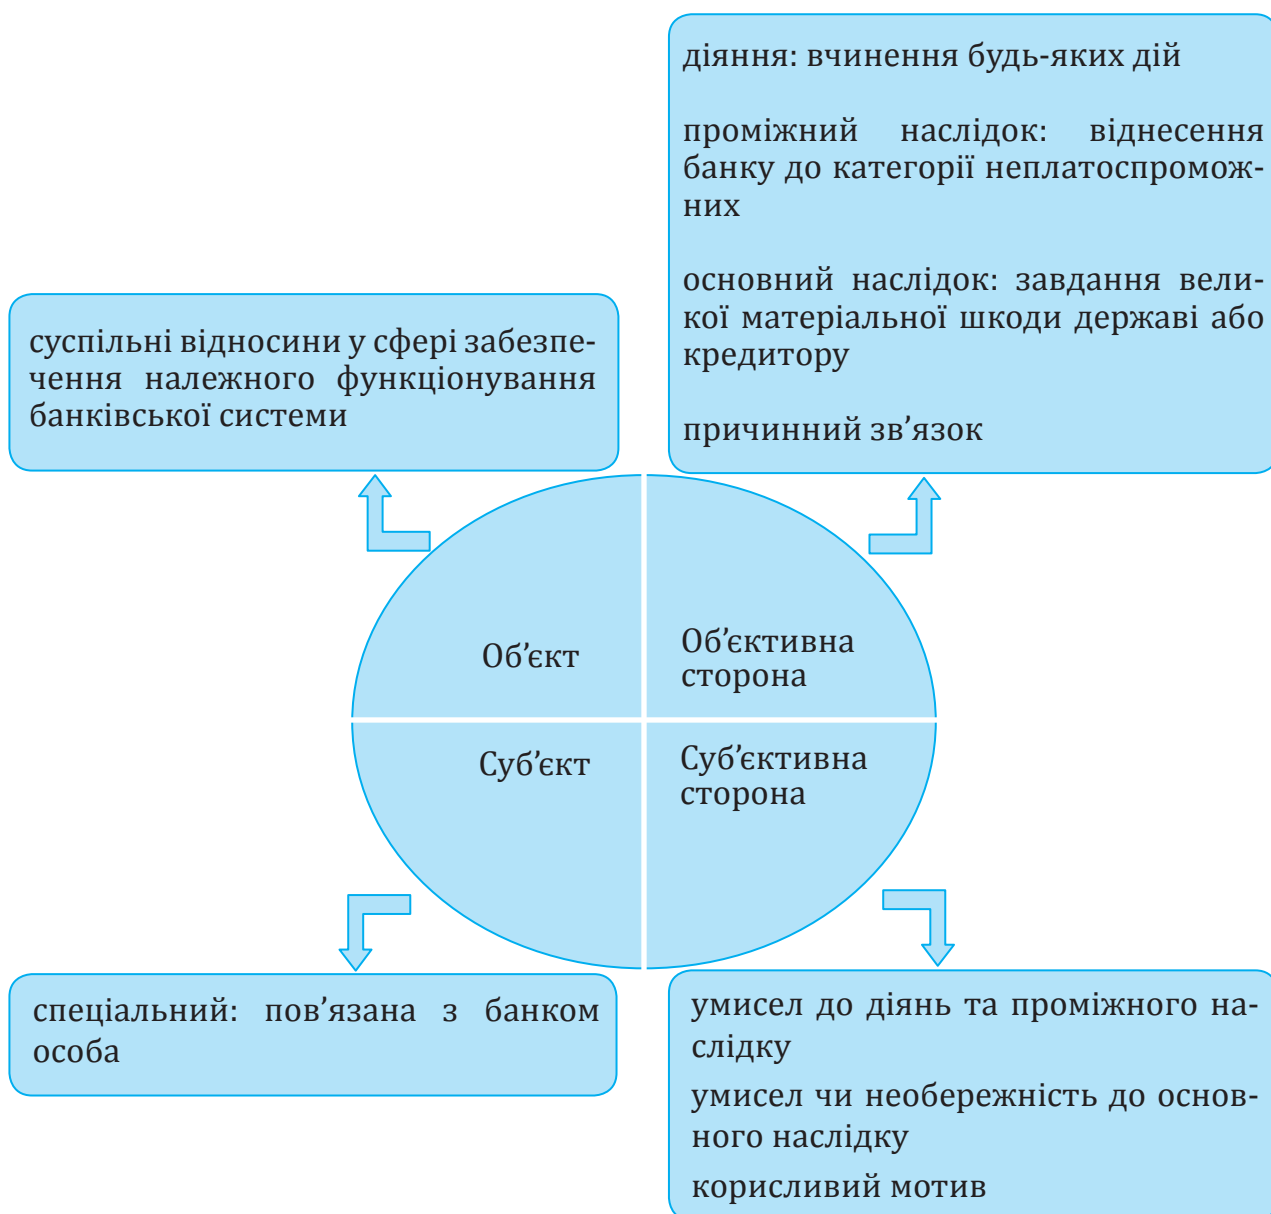 діяння: вчинення будь-яких дій
проміжний наслідок: віднесення
банку до категорії неплатоспромож-
них
основний наслідок: завдання вели-
кої матеріальної шкоди державі або
кредитору
причинний зв’язок
суспільні відносини у сфері забезпе-
чення належного функціонування
банківської системи
Об’єкт
Об’єктивна
сторона
Суб’єкт
Суб’єктивна
сторона
спеціальний: пов’язана з банком
особа
умисел до діянь та проміжного на-
слідку
умисел чи необережність до основ-
ного наслідку
корисливий мотив